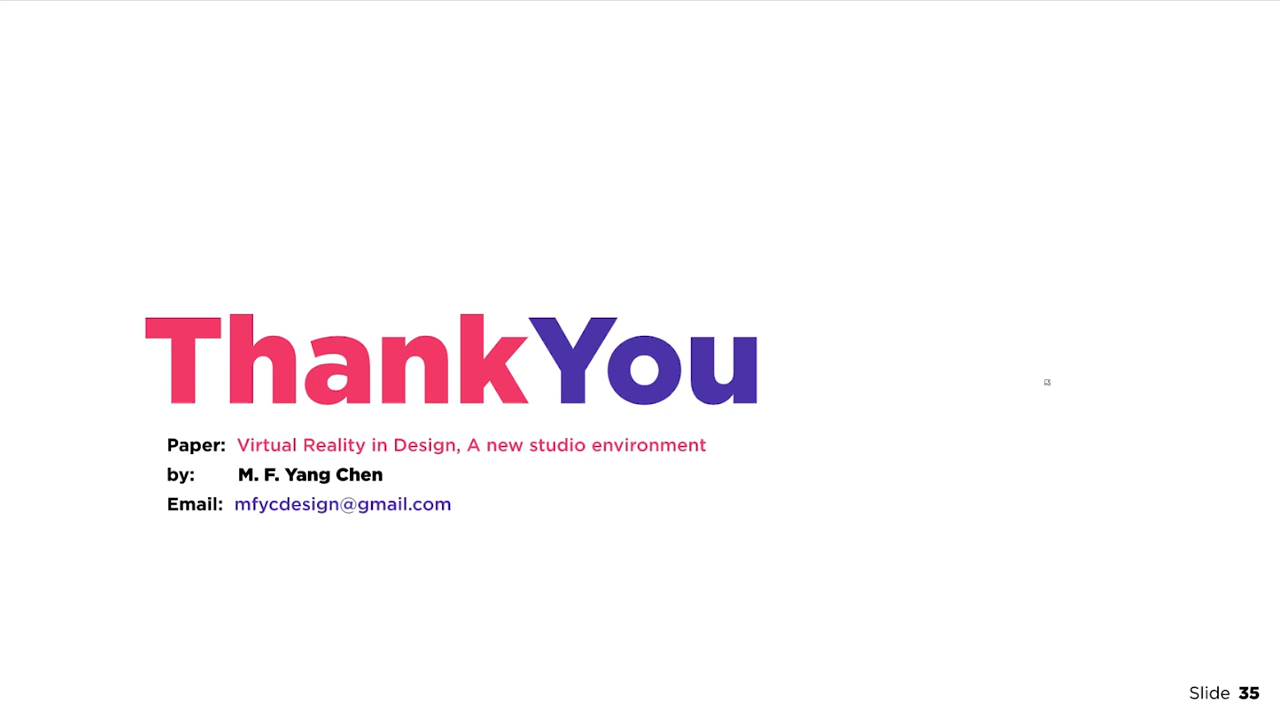 ThankYou
Paper: Virtual Reality in Design, A new studio environment
by: M. F. Yang Chen
Email: mfycdesign@gmail.com
Slide 35